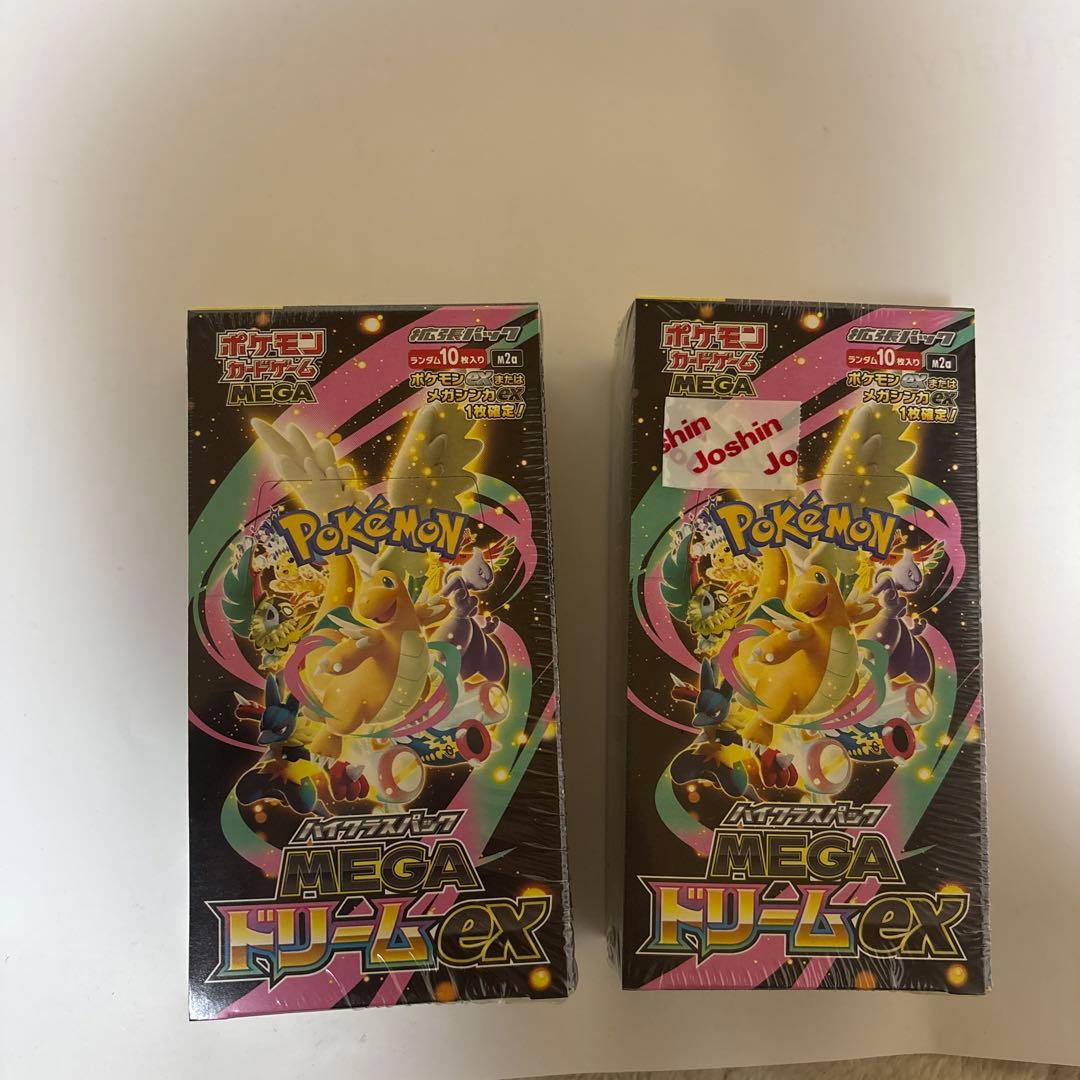 ポケモン
カードゲーム
MEGA
拡張パック
ランダム10枚入り
M2a
ポケモンexまたは
メガシンカex
1枚確定!
POKéMON
ハイクラスパック
MEGA
ドリームex
ポケモン
カードゲーム
MEGA
拡張パック
ランダム10枚入り
M2a
ポケモンexまたは
メガシンカex
1枚確定!
shin
Joshin
Jo
POKéMON
ハイクラスパック
MEGA
ドリームex